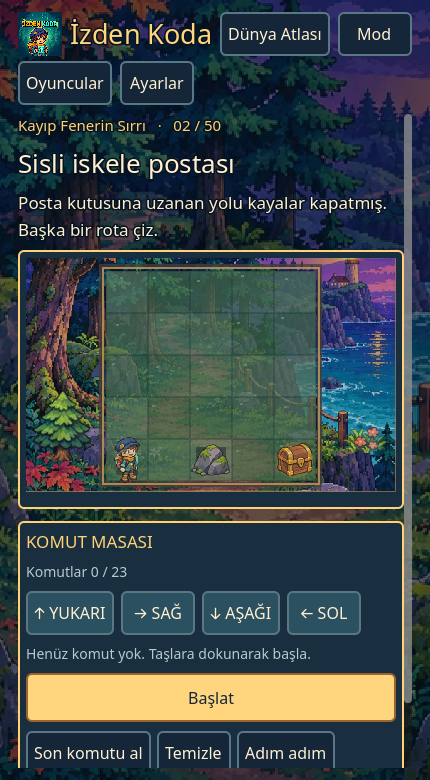 İZDEN KODA
İzden Koda
Dünya Atlası
Mod
Oyuncular
Ayarlar
Kayıp Fenerin Sırrı · 02 / 50
Sisli iskele postası
Posta kutusuna uzanan yolu kayalar kapatmış.
Başka bir rota çiz.
KOMUT MASASI
Komutlar 0 / 23
↑ YUKARI
→ SAĞ
↓ AŞAĞI
← SOL
Henüz komut yok. Taşlara dokunarak başla.
Başlat
Son komutu al
Temizle
Adım adım